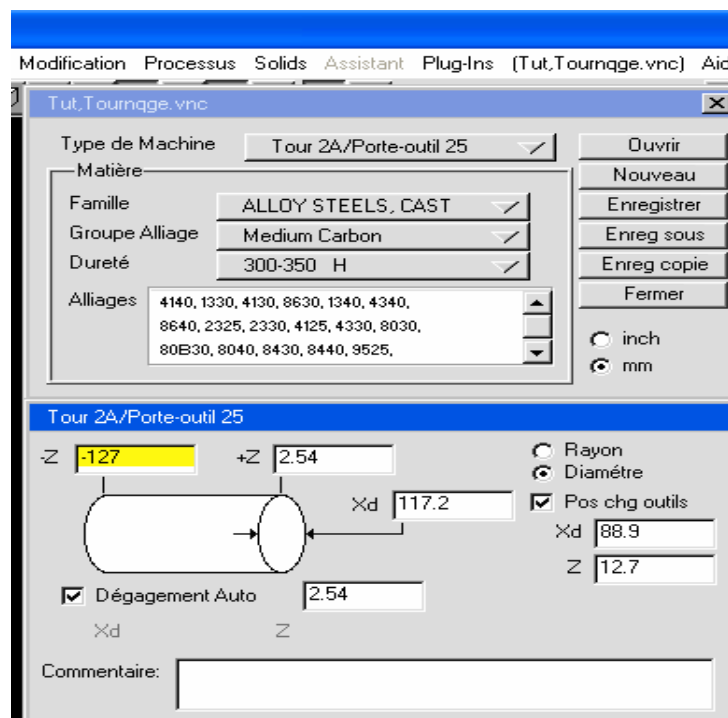 Modification Processus Solids Assistant Plug-Ins (Tut,Tournqge.vnc)
Tut,Tournqge.vnc
Type de Machine Tour 2A/Porte-outil 25 Ouvrir
Matière Nouveau
Famille ALLOY STEELS, CAST Enregistrer
Groupe Alliage Medium Carbon Enreg sous
Dureté 300-350 H Enreg copie
Alliages 4140, 1330, 4130, 8630, 1340, 4340, Fermer
8640, 2325, 2330, 4125, 4330, 8030,
80B30, 8040, 8430, 8440, 9525,
inch
mm
Tour 2A/Porte-outil 25
-Z -127 +Z 2.54 Rayon
Diamétre
Xd 117.2 Pos chg outils
Xd 88.9
Z 12.7
Dégagement Auto 2.54
Xd Z
Commentaire: